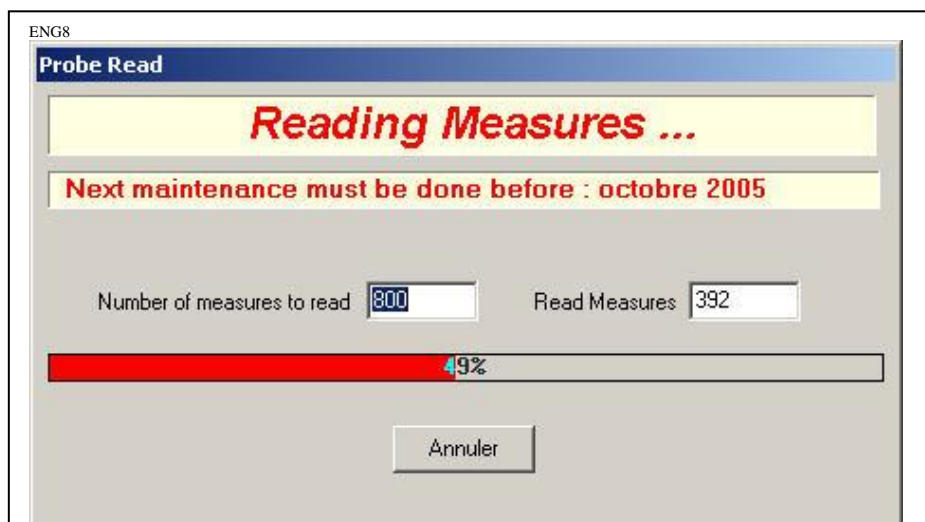 ENG8
Probe Read
Reading Measures ...
Next maintenance must be done before : octobre 2005
Number of measures to read 800 Read Measures 392
49%
Annuler